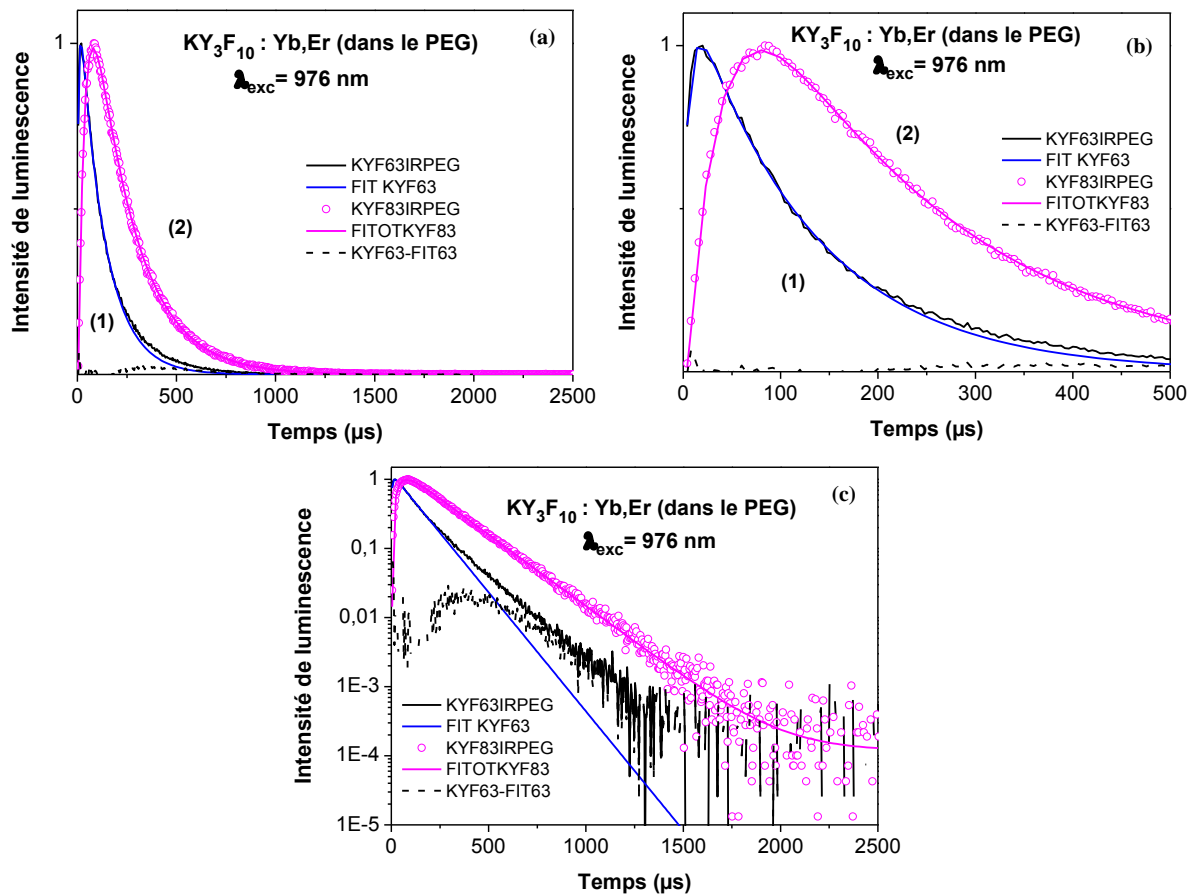 (a)
KY3F10 : Yb,Er (dans le PEG)
λexc= 976 nm
1
Intensité de luminescence
KYF63IRPEG
FIT KYF63
KYF83IRPEG
FITOTKYF83
KYF63-FIT63
(2)
(1)
0 500 1000 1500 2000 2500
Temps (µs)
(b)
KY3F10 : Yb,Er (dans le PEG)
λexc= 976 nm
1
Intensité de luminescence
(2)
KYF63IRPEG
FIT KYF63
KYF83IRPEG
FITOTKYF83
KYF63-FIT63
(1)
0 100 200 300 400 500
Temps (µs)
(c)
KY3F10 : Yb,Er (dans le PEG)
λexc= 976 nm
1
0,1
0,01
1E-3
1E-4
1E-5
Intensité de luminescence
KYF63IRPEG
FIT KYF63
KYF83IRPEG
FITOTKYF83
KYF63-FIT63
0 500 1000 1500 2000 2500
Temps (µs)